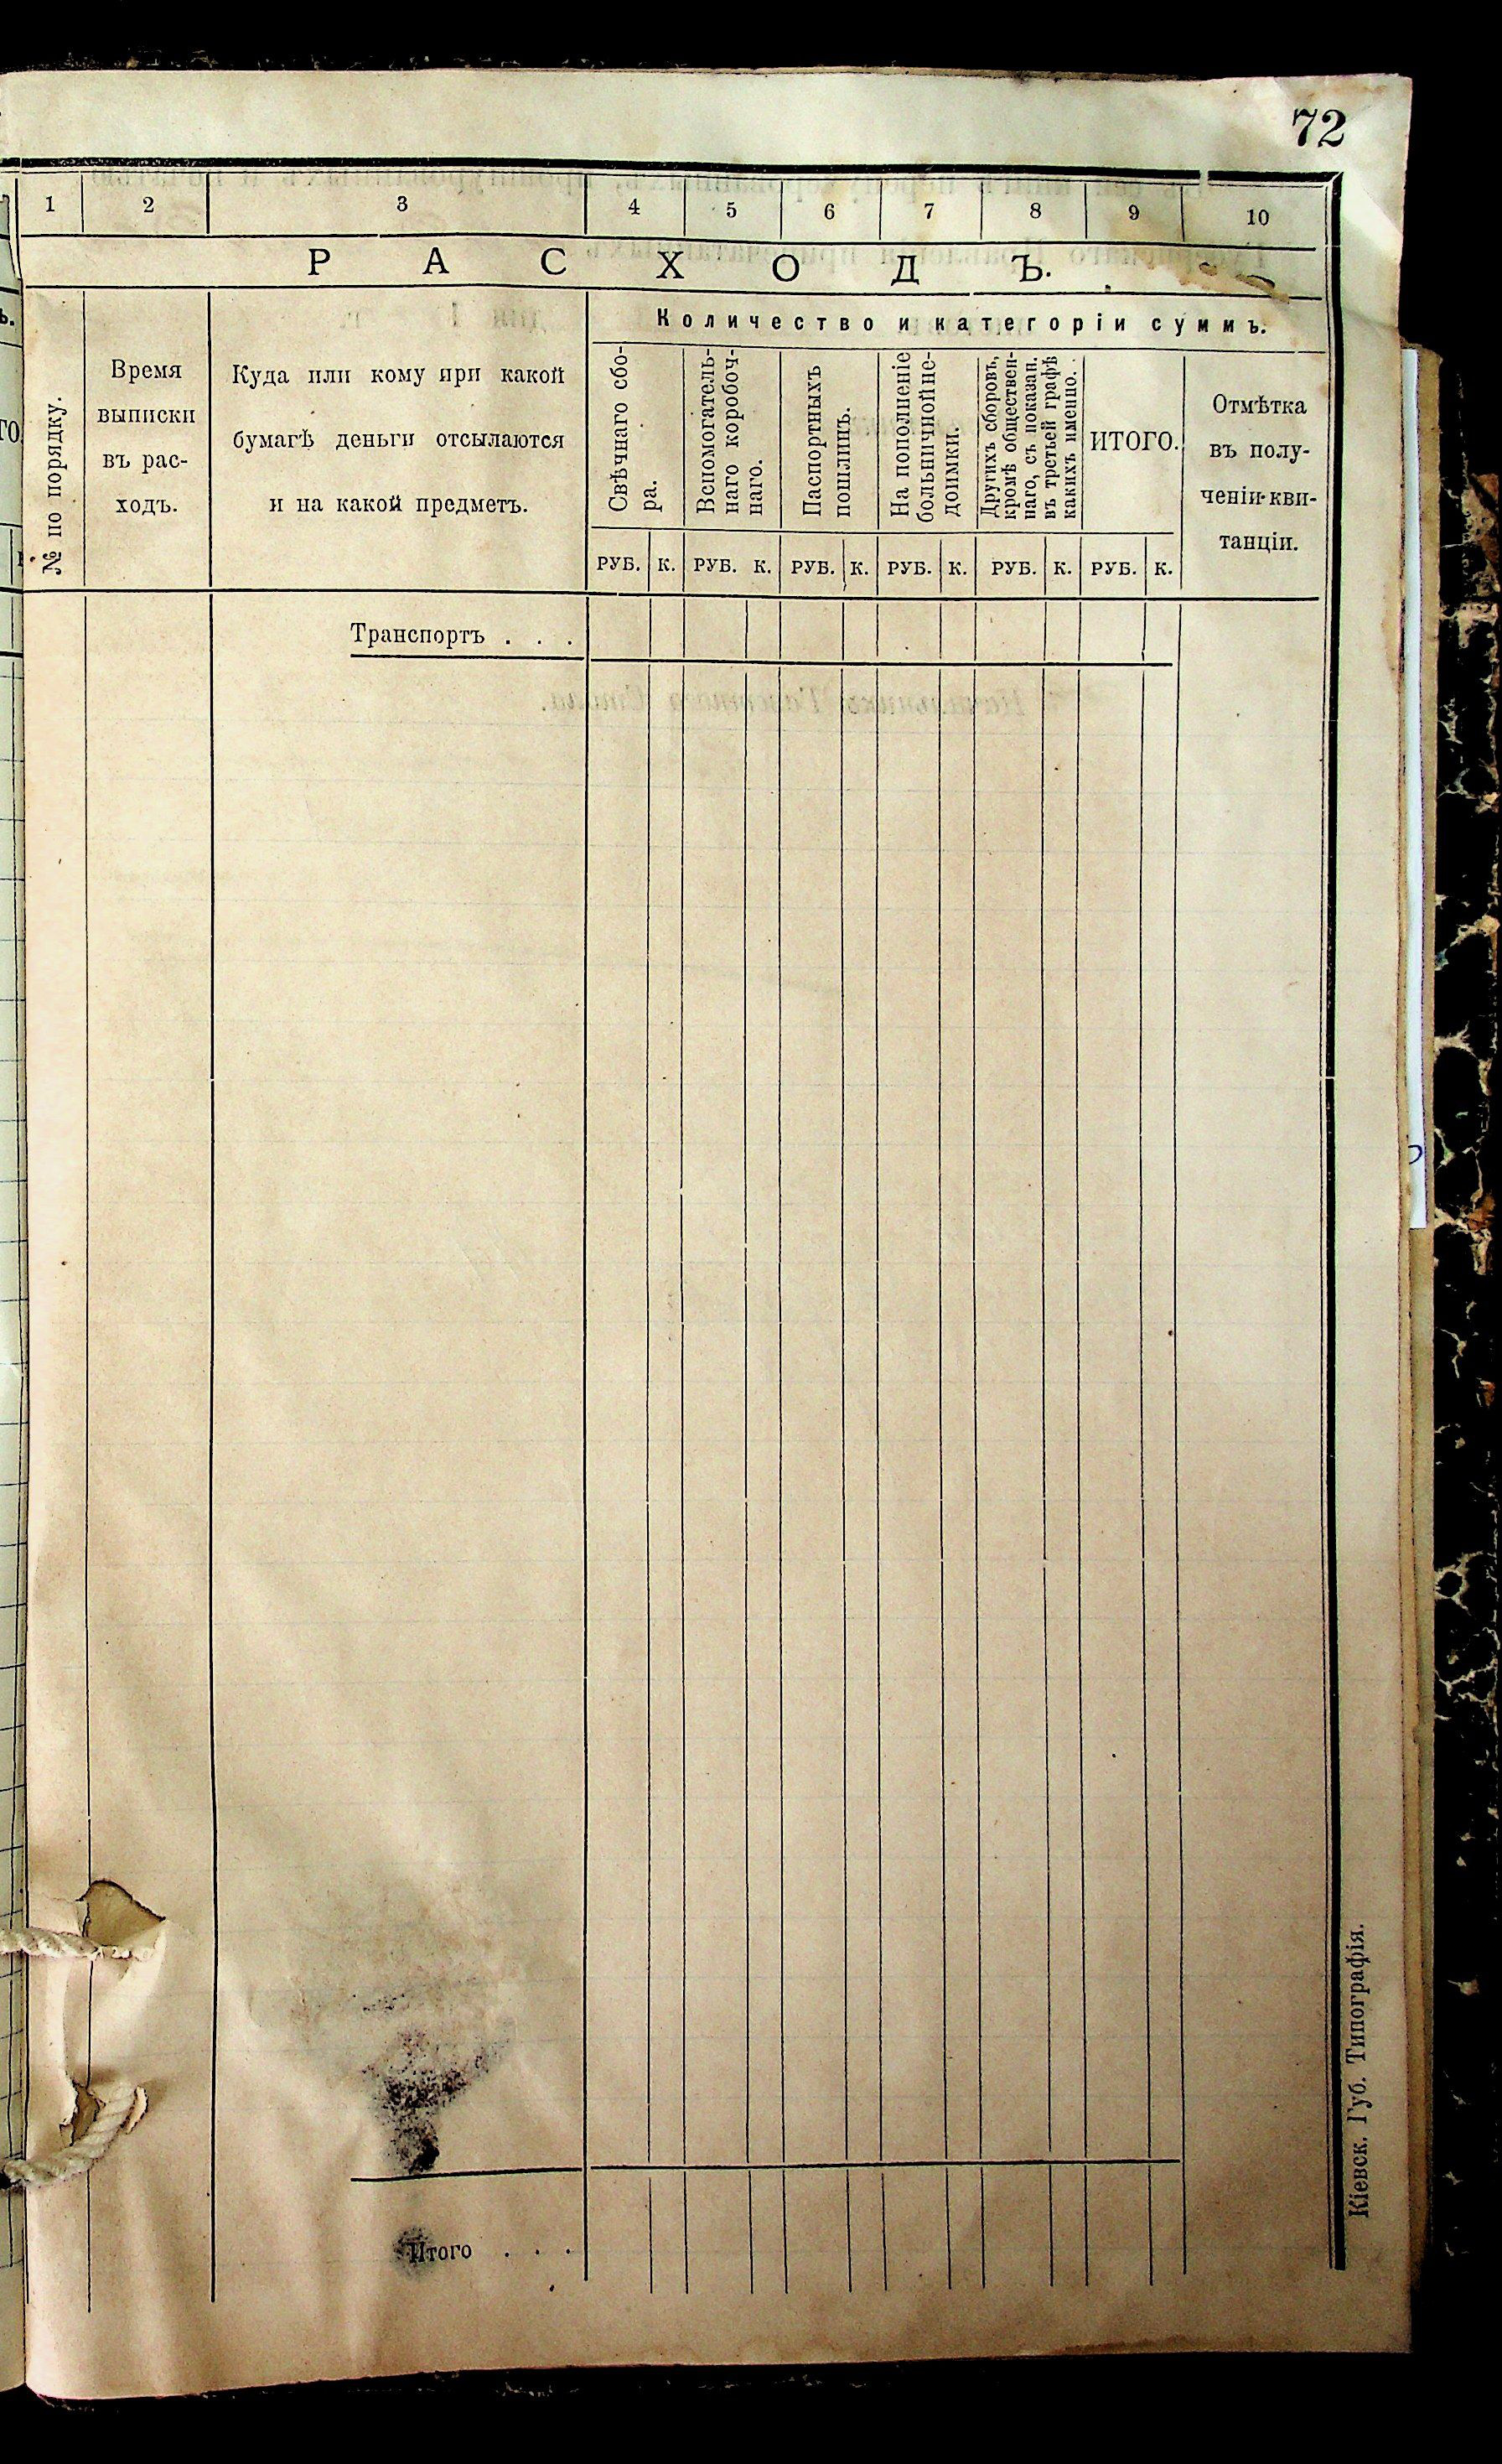 72
1 2 3 4 5 6 7 8 9 10
РАСХОДЪ.
Количество и категоріи суммъ.
№ по порядку.
Время
выписки
въ рас-
ходъ.
Куда или кому при какой
бумагѣ деньги отсылаются
и на какой предметъ.
Свѣчнаго сбо-
ра.
Вспомогатель-
наго коробоч-
наго.
Паспортныхъ
пошлинъ.
На пополненіе
больничной не-
доимки.
Другихъ сборовъ,
кромѣ обществен-
наго, съ показан.
въ третьей графѣ
какихъ именно.
ИТОГО.
Отмѣтка
въ полу-
ченіи кви-
танціи.
РУБ. К. РУБ. К. РУБ. К. РУБ. К. РУБ. К. РУБ. К.
Транспортъ . . .
Итого . . .
Кіевск. Губ. Типографія.